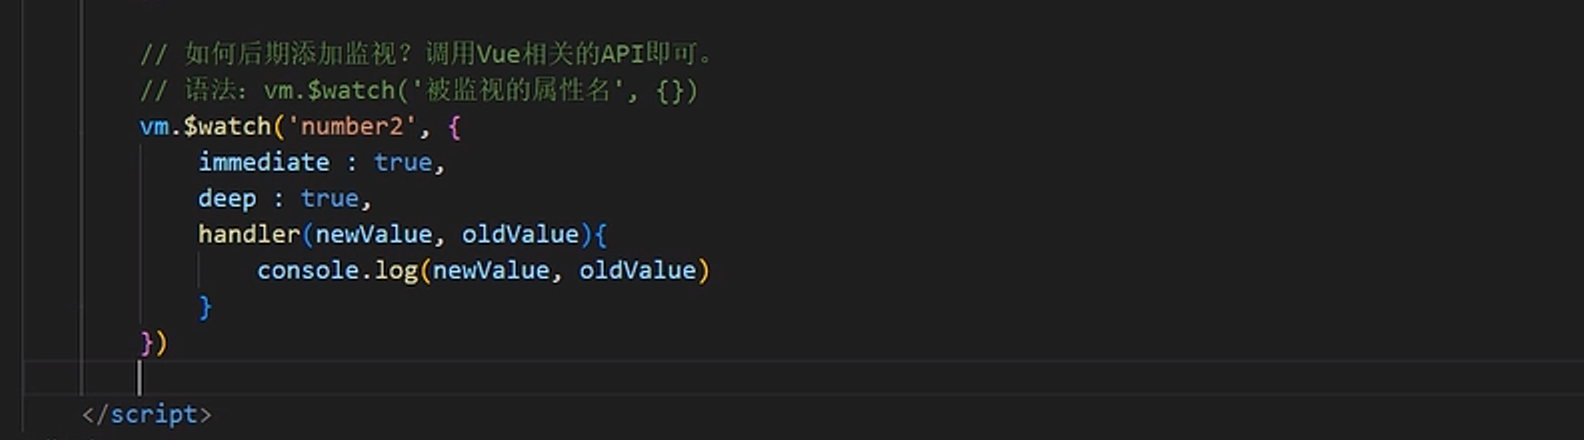 // 如何后期添加监视？调用Vue相关的API即可。
// 语法：vm.$watch('被监视的属性名', {})
vm.$watch('number2', {
immediate : true,
deep : true,
handler(newValue, oldValue){
console.log(newValue, oldValue)
}
})
</script>